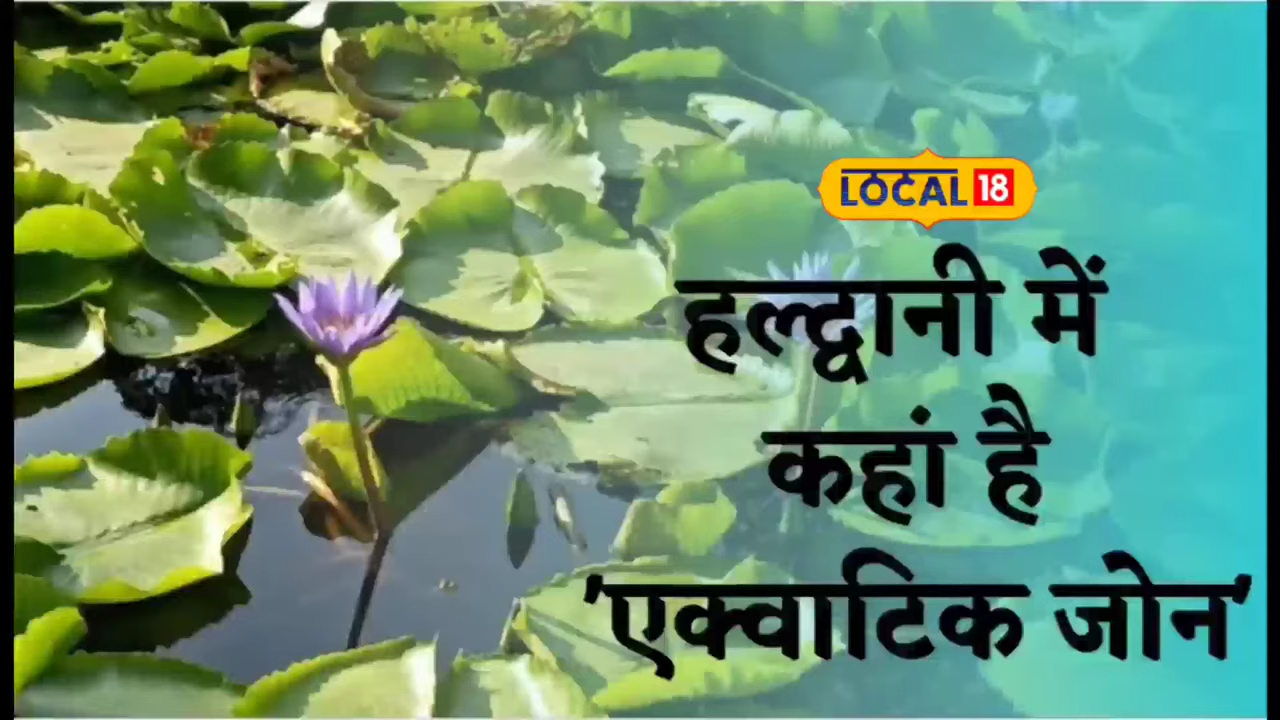 LOCAL 18
हल्द्वानी में
कहां है
'एक्वाटिक जोन'